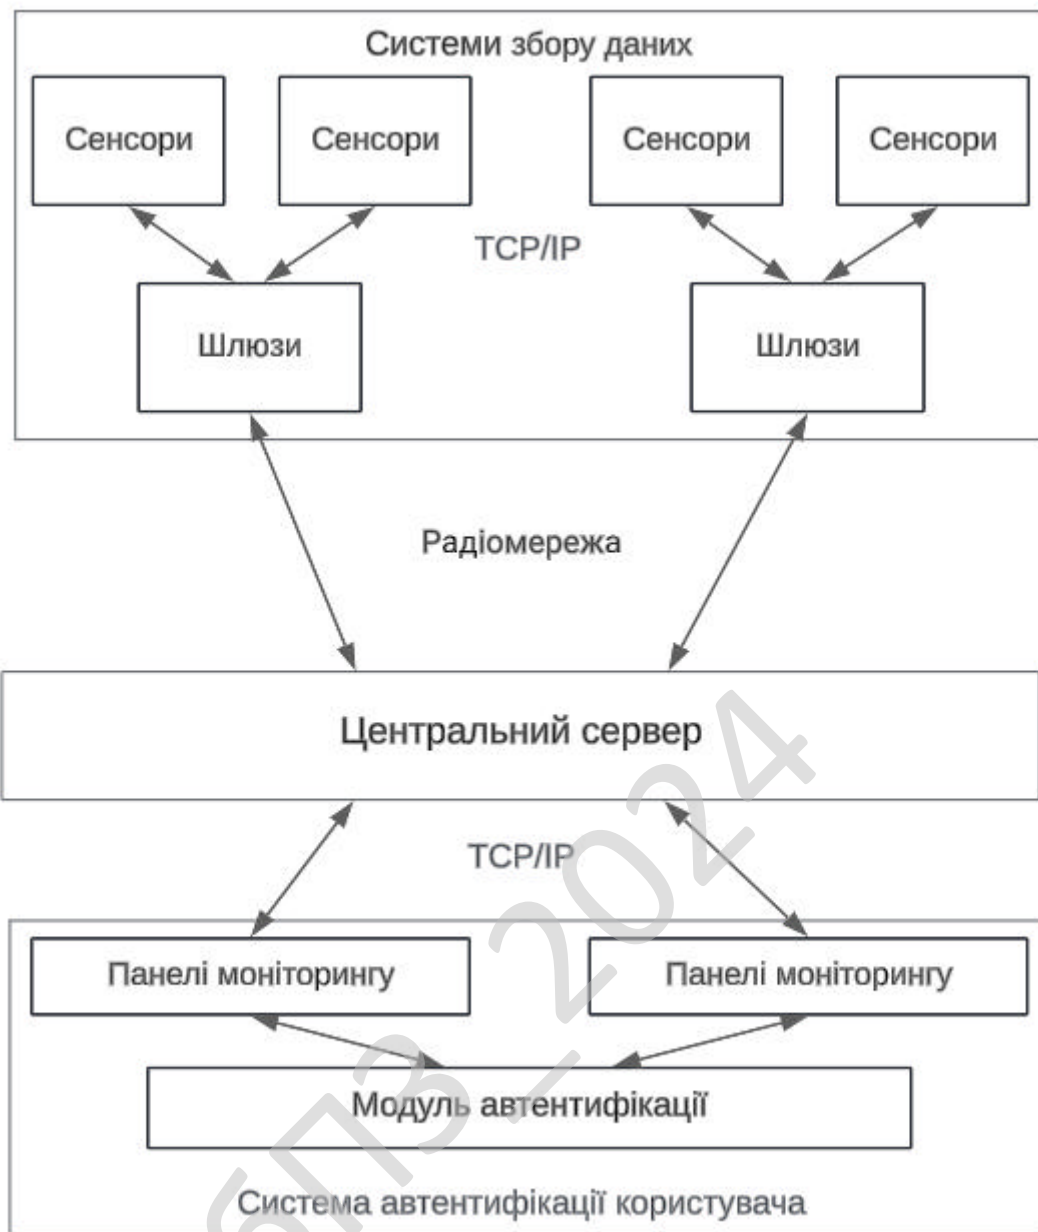 Системи збору даних
Сенсори Сенсори Сенсори Сенсори
TCP/IP
Шлюзи Шлюзи
Радіомережа
Центральний сервер
TCP/IP
Панелі моніторингу Панелі моніторингу
Модуль автентифікації
Система автентифікації користувача
бПЗ_2024